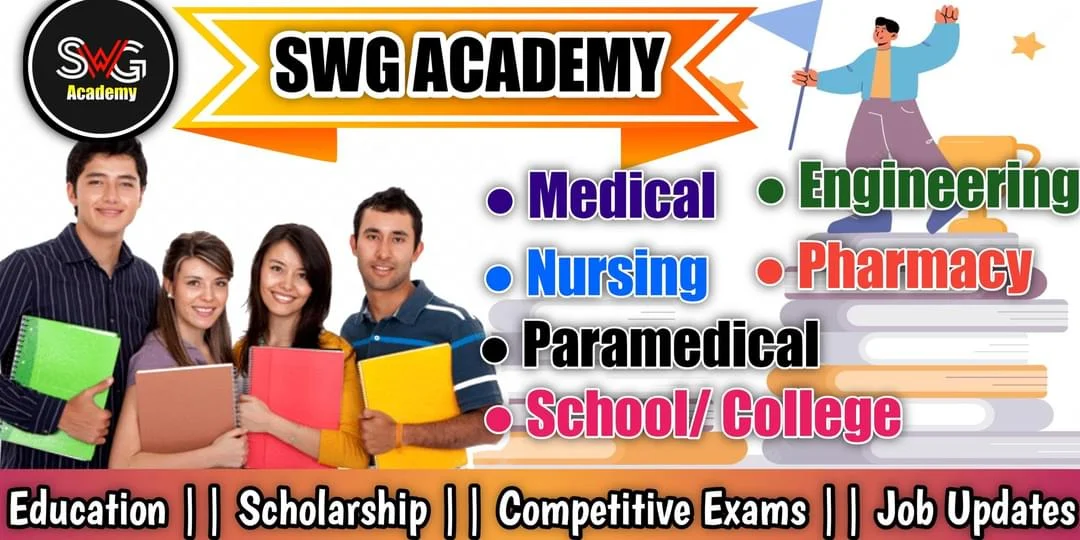 SWG
Academy
SWG ACADEMY
• Medical
• Engineering
• Nursing
• Pharmacy
• Paramedical
• School/ College
Education || Scholarship || Competitive Exams || Job Updates